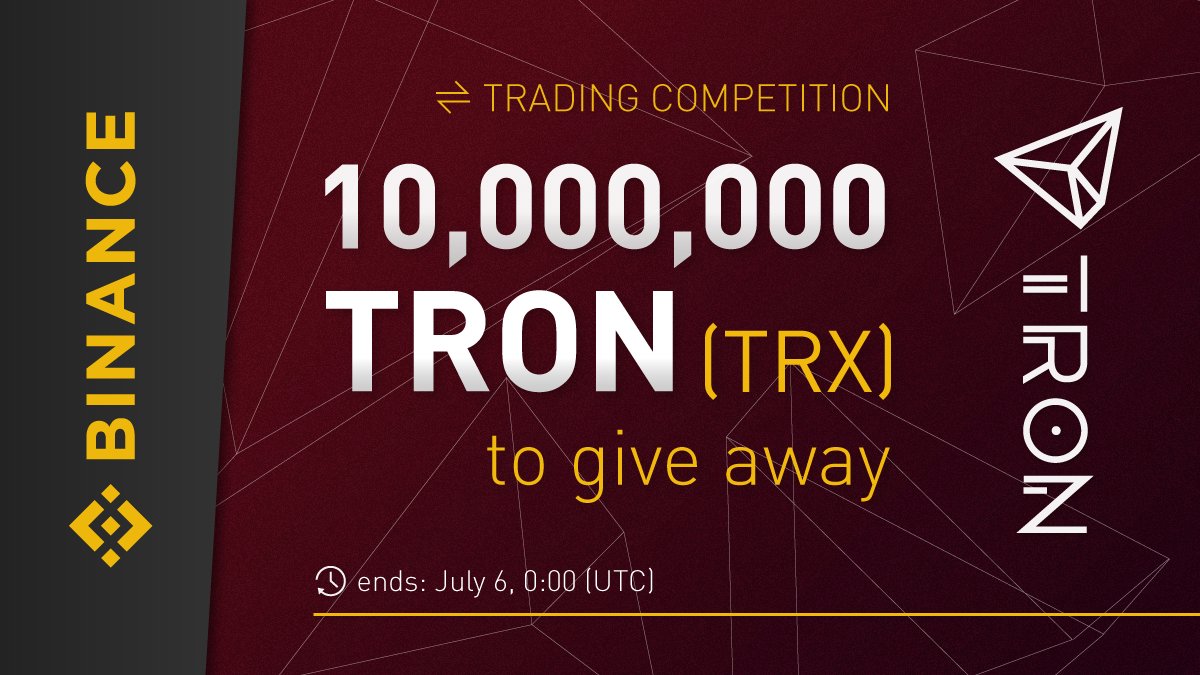 BINANCE
TRADING COMPETITION
10,000,000
TRON (TRX)
to give away
ends: July 6, 0:00 (UTC)
TRON